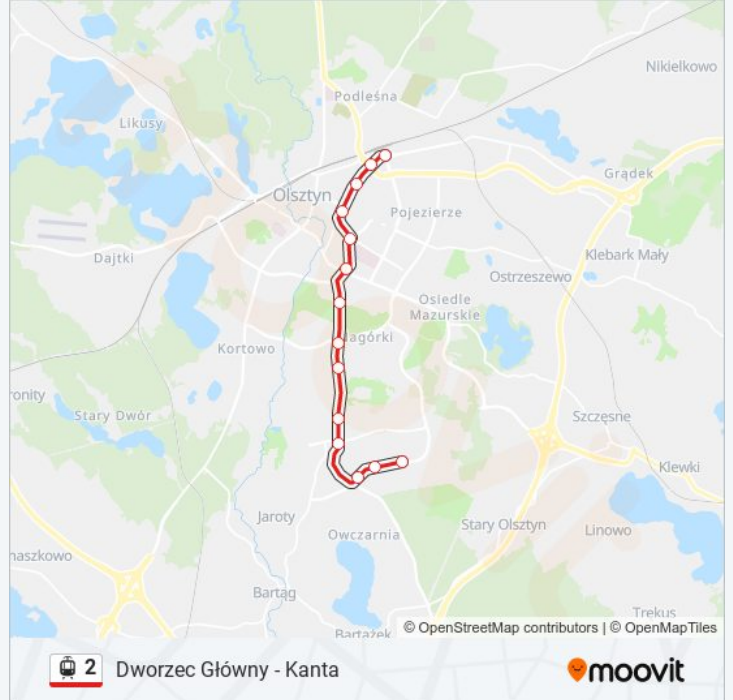 Nikielkowo
Podleśna
Likusy
Grądek
Olsztyn
Pojezierze
Klebark Mały
Dajtki
Ostrzeszewo
Osiedle
Mazurskie
agórki
Kortowo
ronity
Stary Dwór
Szczęsne
Klewki
Jaroty
Stary Olsztyn
Linowo
Owczarnia
naszkowo
Bartąg
Trekus
Bartążek
© OpenStreetMap contributors | © OpenMapTiles
2 Dworzec Główny - Kanta
moovit